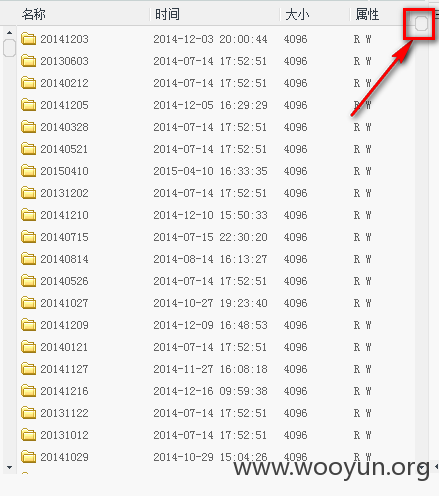 名称 时间 大小 属性
20141203 2014-12-03 20:00:44 4096 R W
20130603 2014-07-14 17:52:51 4096 R W
20140212 2014-07-14 17:52:51 4096 R W
20141205 2014-12-05 16:29:29 4096 R W
20140328 2014-07-14 17:52:51 4096 R W
20140521 2014-07-14 17:52:51 4096 R W
20150410 2015-04-10 16:33:35 4096 R W
20131202 2014-07-14 17:52:51 4096 R W
20141210 2014-12-10 15:50:33 4096 R W
20140715 2014-07-15 22:30:20 4096 R W
20140814 2014-08-14 16:13:27 4096 R W
20140526 2014-07-14 17:52:51 4096 R W
20141027 2014-10-27 19:23:40 4096 R W
20141209 2014-12-09 16:48:53 4096 R W
20140121 2014-07-14 17:52:51 4096 R W
20141127 2014-11-27 16:08:18 4096 R W
20141216 2014-12-16 09:59:38 4096 R W
20131122 2014-07-14 17:52:51 4096 R W
20131012 2014-07-14 17:52:51 4096 R W
20141029 2014-10-29 15:04:26 4096 R W
www.wooyun.org